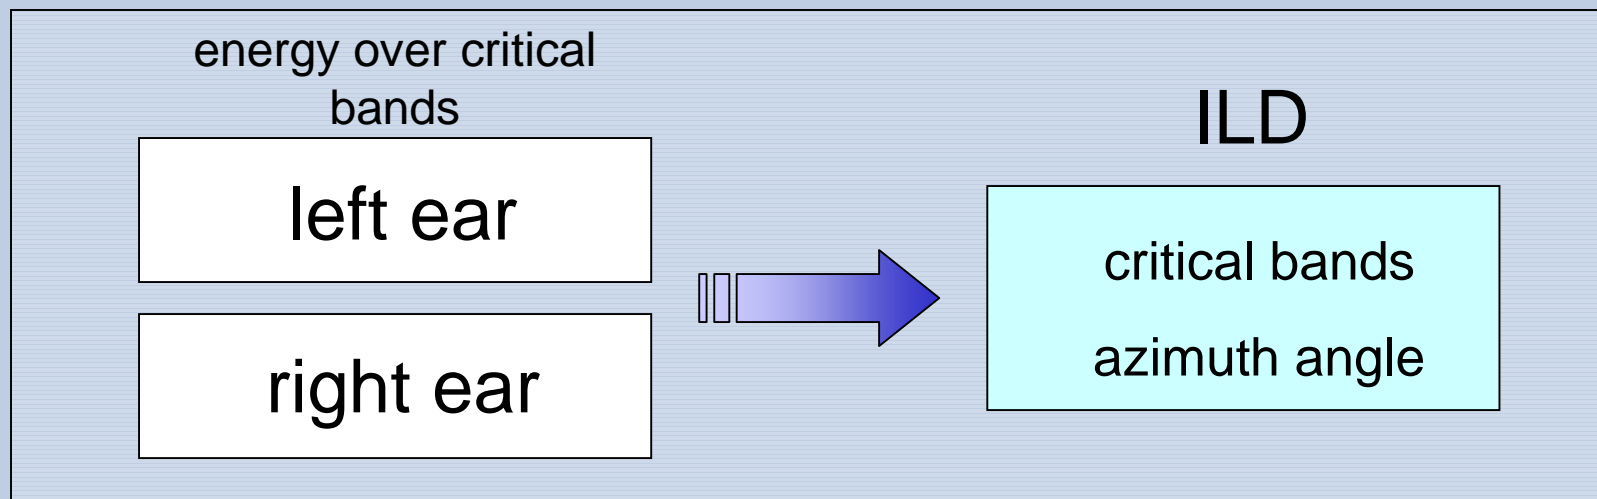 energy over critical
bands
left ear
right ear
ILD
critical bands
azimuth angle